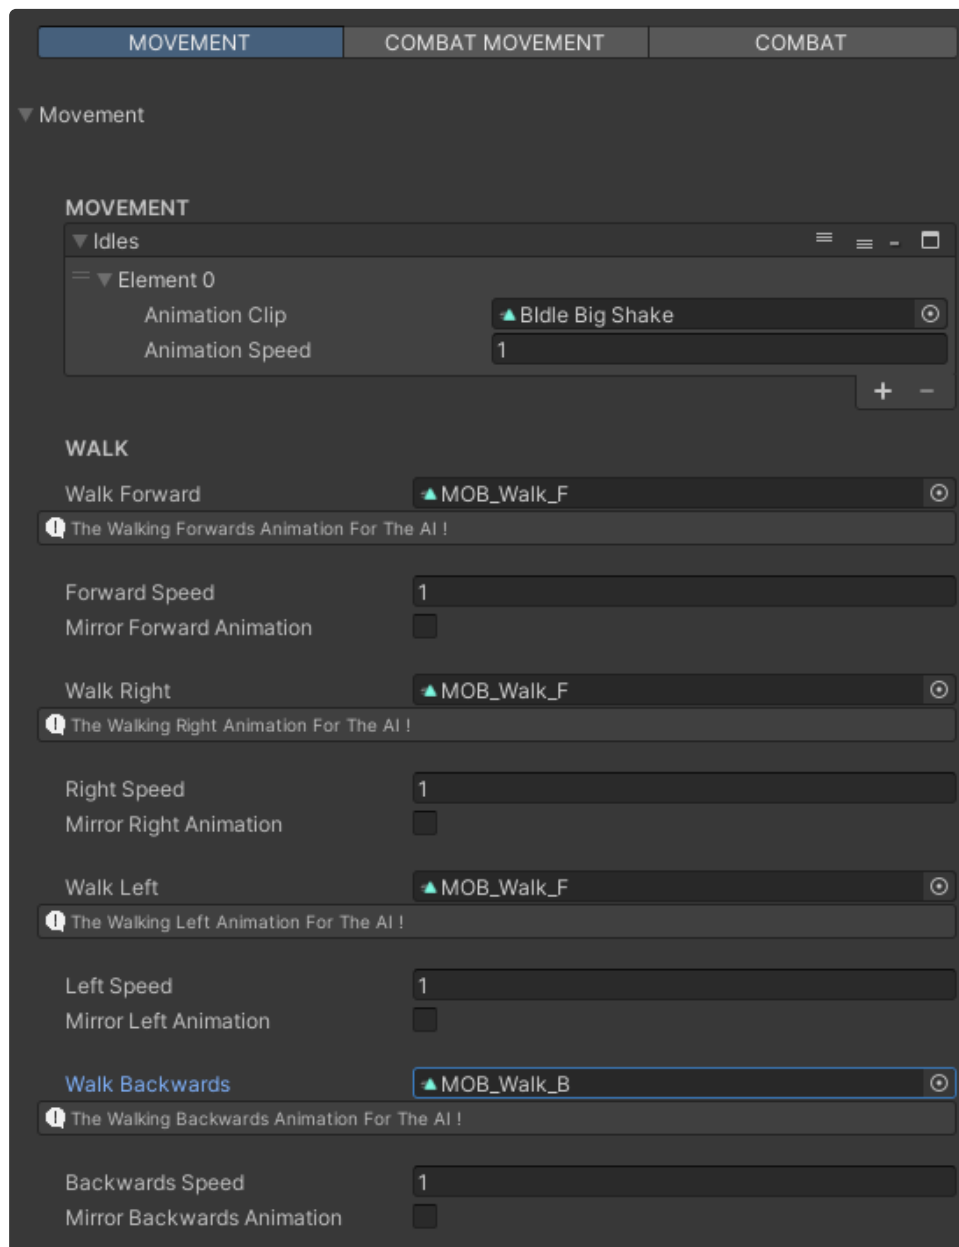 MOVEMENT COMBAT MOVEMENT COMBAT
Movement
MOVEMENT
Idles
Element 0
Animation Clip BIdle Big Shake
Animation Speed 1
WALK
Walk Forward MOB_Walk_F
The Walking Forwards Animation For The AI !
Forward Speed 1
Mirror Forward Animation
Walk Right MOB_Walk_F
The Walking Right Animation For The AI !
Right Speed 1
Mirror Right Animation
Walk Left MOB_Walk_F
The Walking Left Animation For The AI !
Left Speed 1
Mirror Left Animation
Walk Backwards MOB_Walk_B
The Walking Backwards Animation For The AI !
Backwards Speed 1
Mirror Backwards Animation